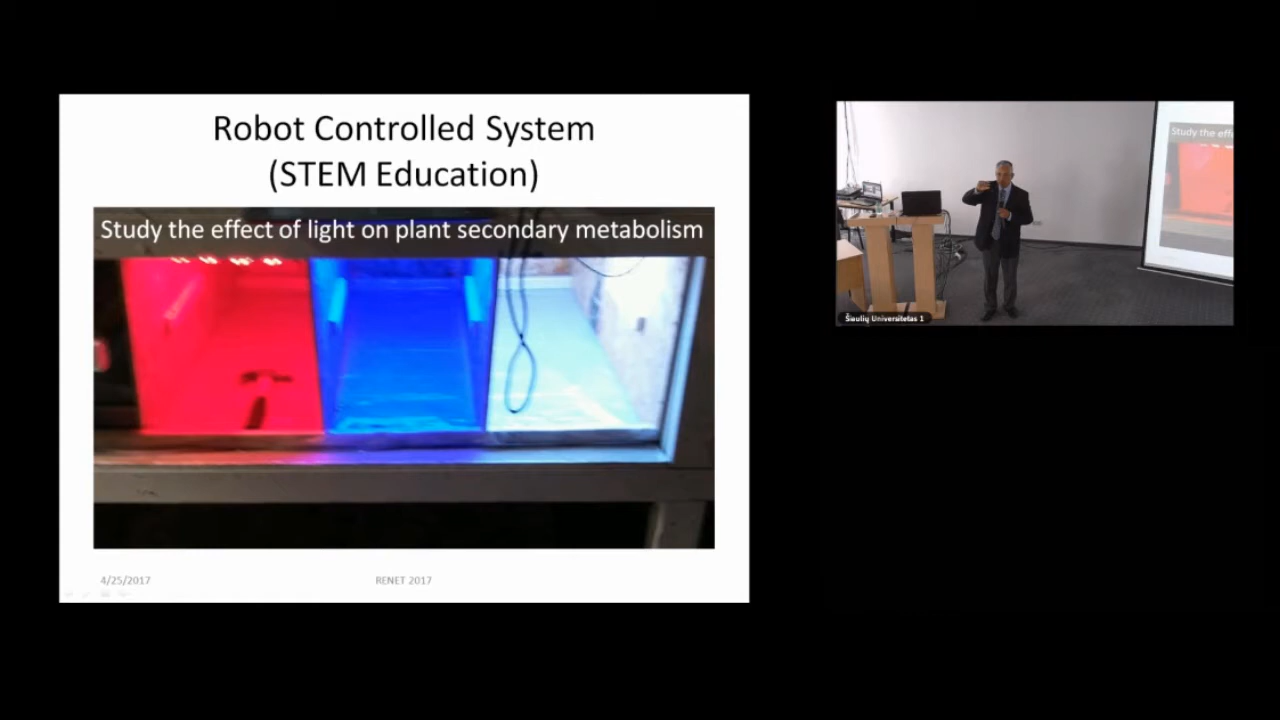 Robot Controlled System
(STEM Education)
Study the effect of light on plant secondary metabolism
4/25/2017
RENET 2017
Study the effe
Šiaulių Universitetas 1